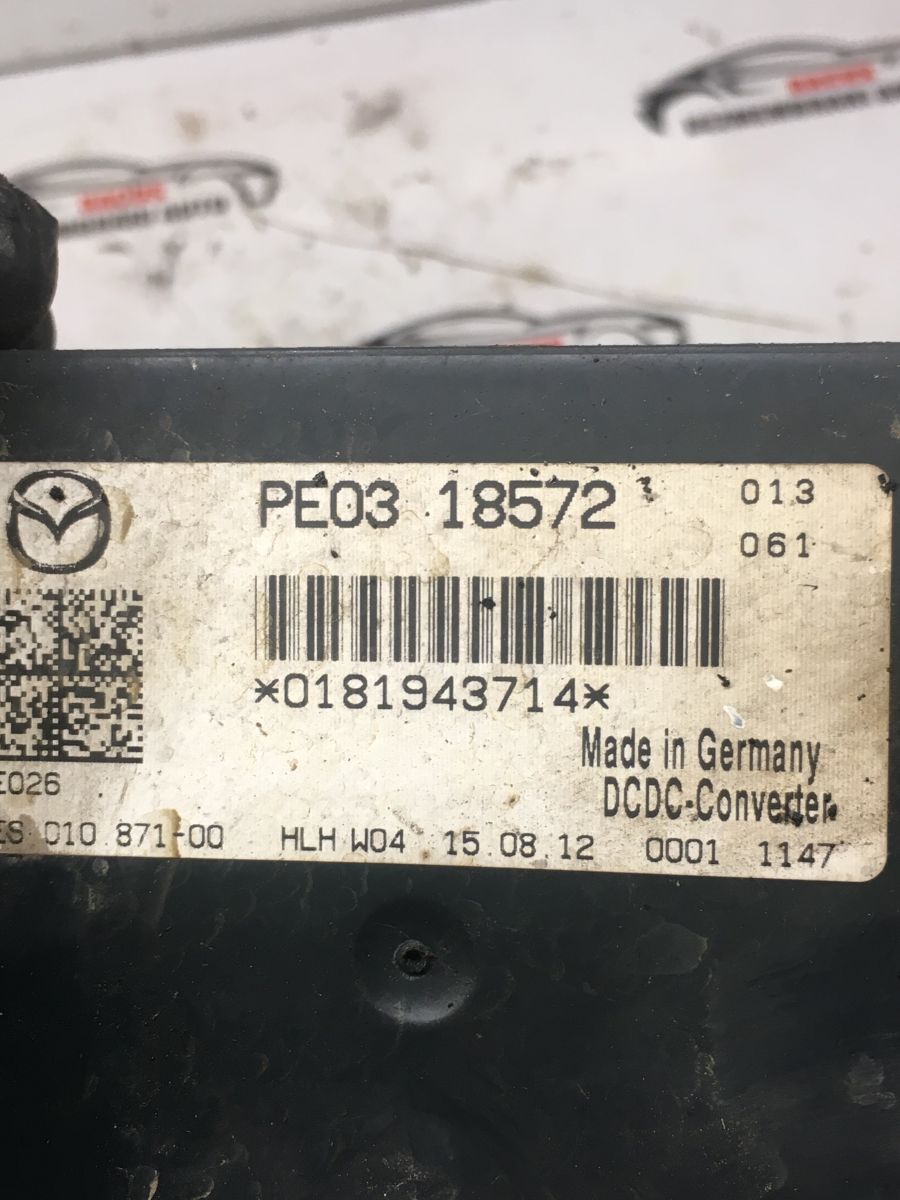 PE03 18572
013
061
*0181943714*
Made in Germany
DCDC-Converter
E026
ES 010 871-00 HLH W04 15.08.12 0001 1147